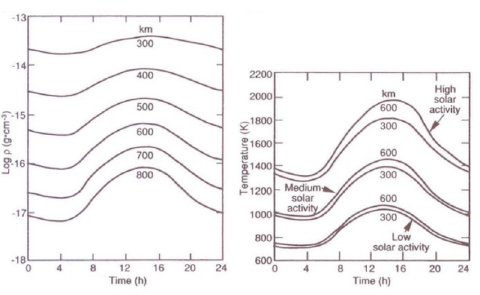 -13
-14
-15
-16
-17
-18
Log ρ (g•cm⁻³)
km
300
400
500
600
700
800
0 4 8 12 16 20 24
Time (h)
2200
2000
1800
1600
1400
1200
1000
800
600
Temperature (K)
km
600
300
High
solar
activity
600
300
Medium
solar
activity
600
300
Low
solar activity
0 4 8 12 16 20 24
Time (h)